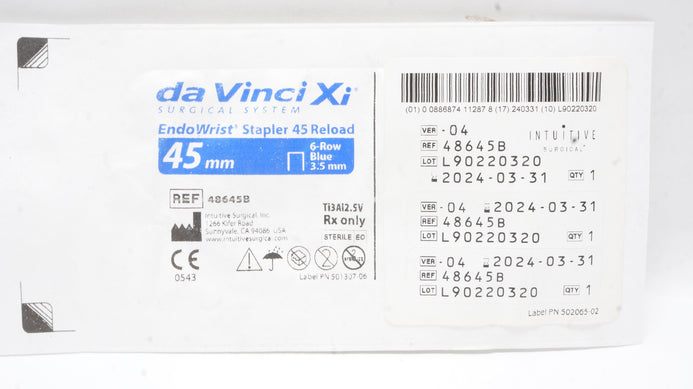 da Vinci Xi®
SURGICAL SYSTEM
EndoWrist® Stapler 45 Reload
45 mm
6-Row
Blue
3.5 mm
REF 48645B
Ti3Al2.5V
Rx only
Intuitive Surgical, Inc.
1266 Kifer Road
Sunnyvale, CA 94086 USA
www.intuitivesurgical.com
STERILE EO
CE
0543
Label PN 501307-06
(01) 0 0886874 11287 8 (17) 240331 (10) L90220320
VER -04
REF 48645B
LOT L90220320
2024-03-31 QTY 1
INTUITIVE
SURGICAL®
VER -04 2024-03-31
REF 48645B
LOT L90220320 QTY 1
VER -04 2024-03-31
REF 48645B
LOT L90220320 QTY 1
Label PN 502065-02